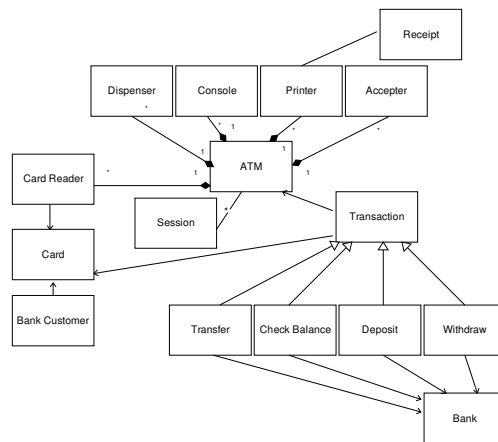 Receipt
Dispenser
Console
Printer
Accepter
*
*
*
*
1
1
1
1
ATM
Card Reader
*
1
Session
*
Transaction
Card
Bank Customer
Transfer
Check Balance
Deposit
Withdraw
Bank